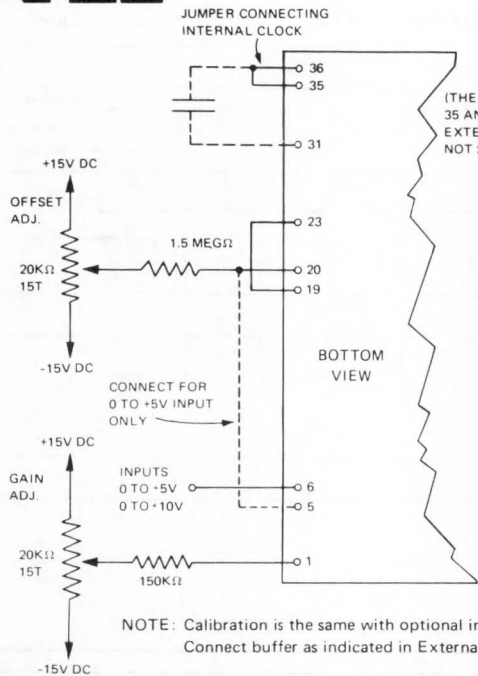 JUMPER CONNECTING
INTERNAL CLOCK
36
35
(THE
35 AN
EXTE
NOT
31
+15V DC
OFFSET
ADJ.
23
1.5 MEGΩ
20KΩ
15T
20
19
-15V DC
BOTTOM
VIEW
CONNECT FOR
0 TO +5V INPUT
ONLY
+15V DC
GAIN
ADJ.
INPUTS
0 TO +5V
0 TO +10V
6
5
20KΩ
15T
1
150KΩ
NOTE: Calibration is the same with optional in
Connect buffer as indicated in Externa
-15V DC